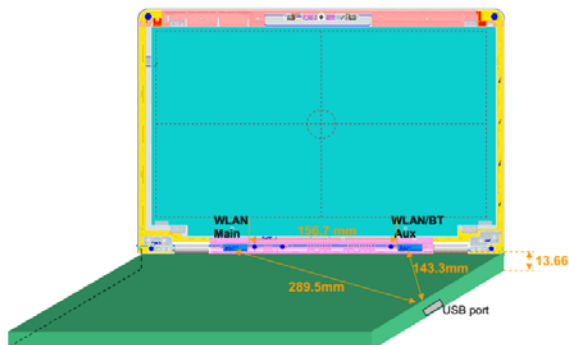 WLAN
Main
WLAN/BT
Aux
156.7 mm
13.66
143.3mm
289.5mm
USB port